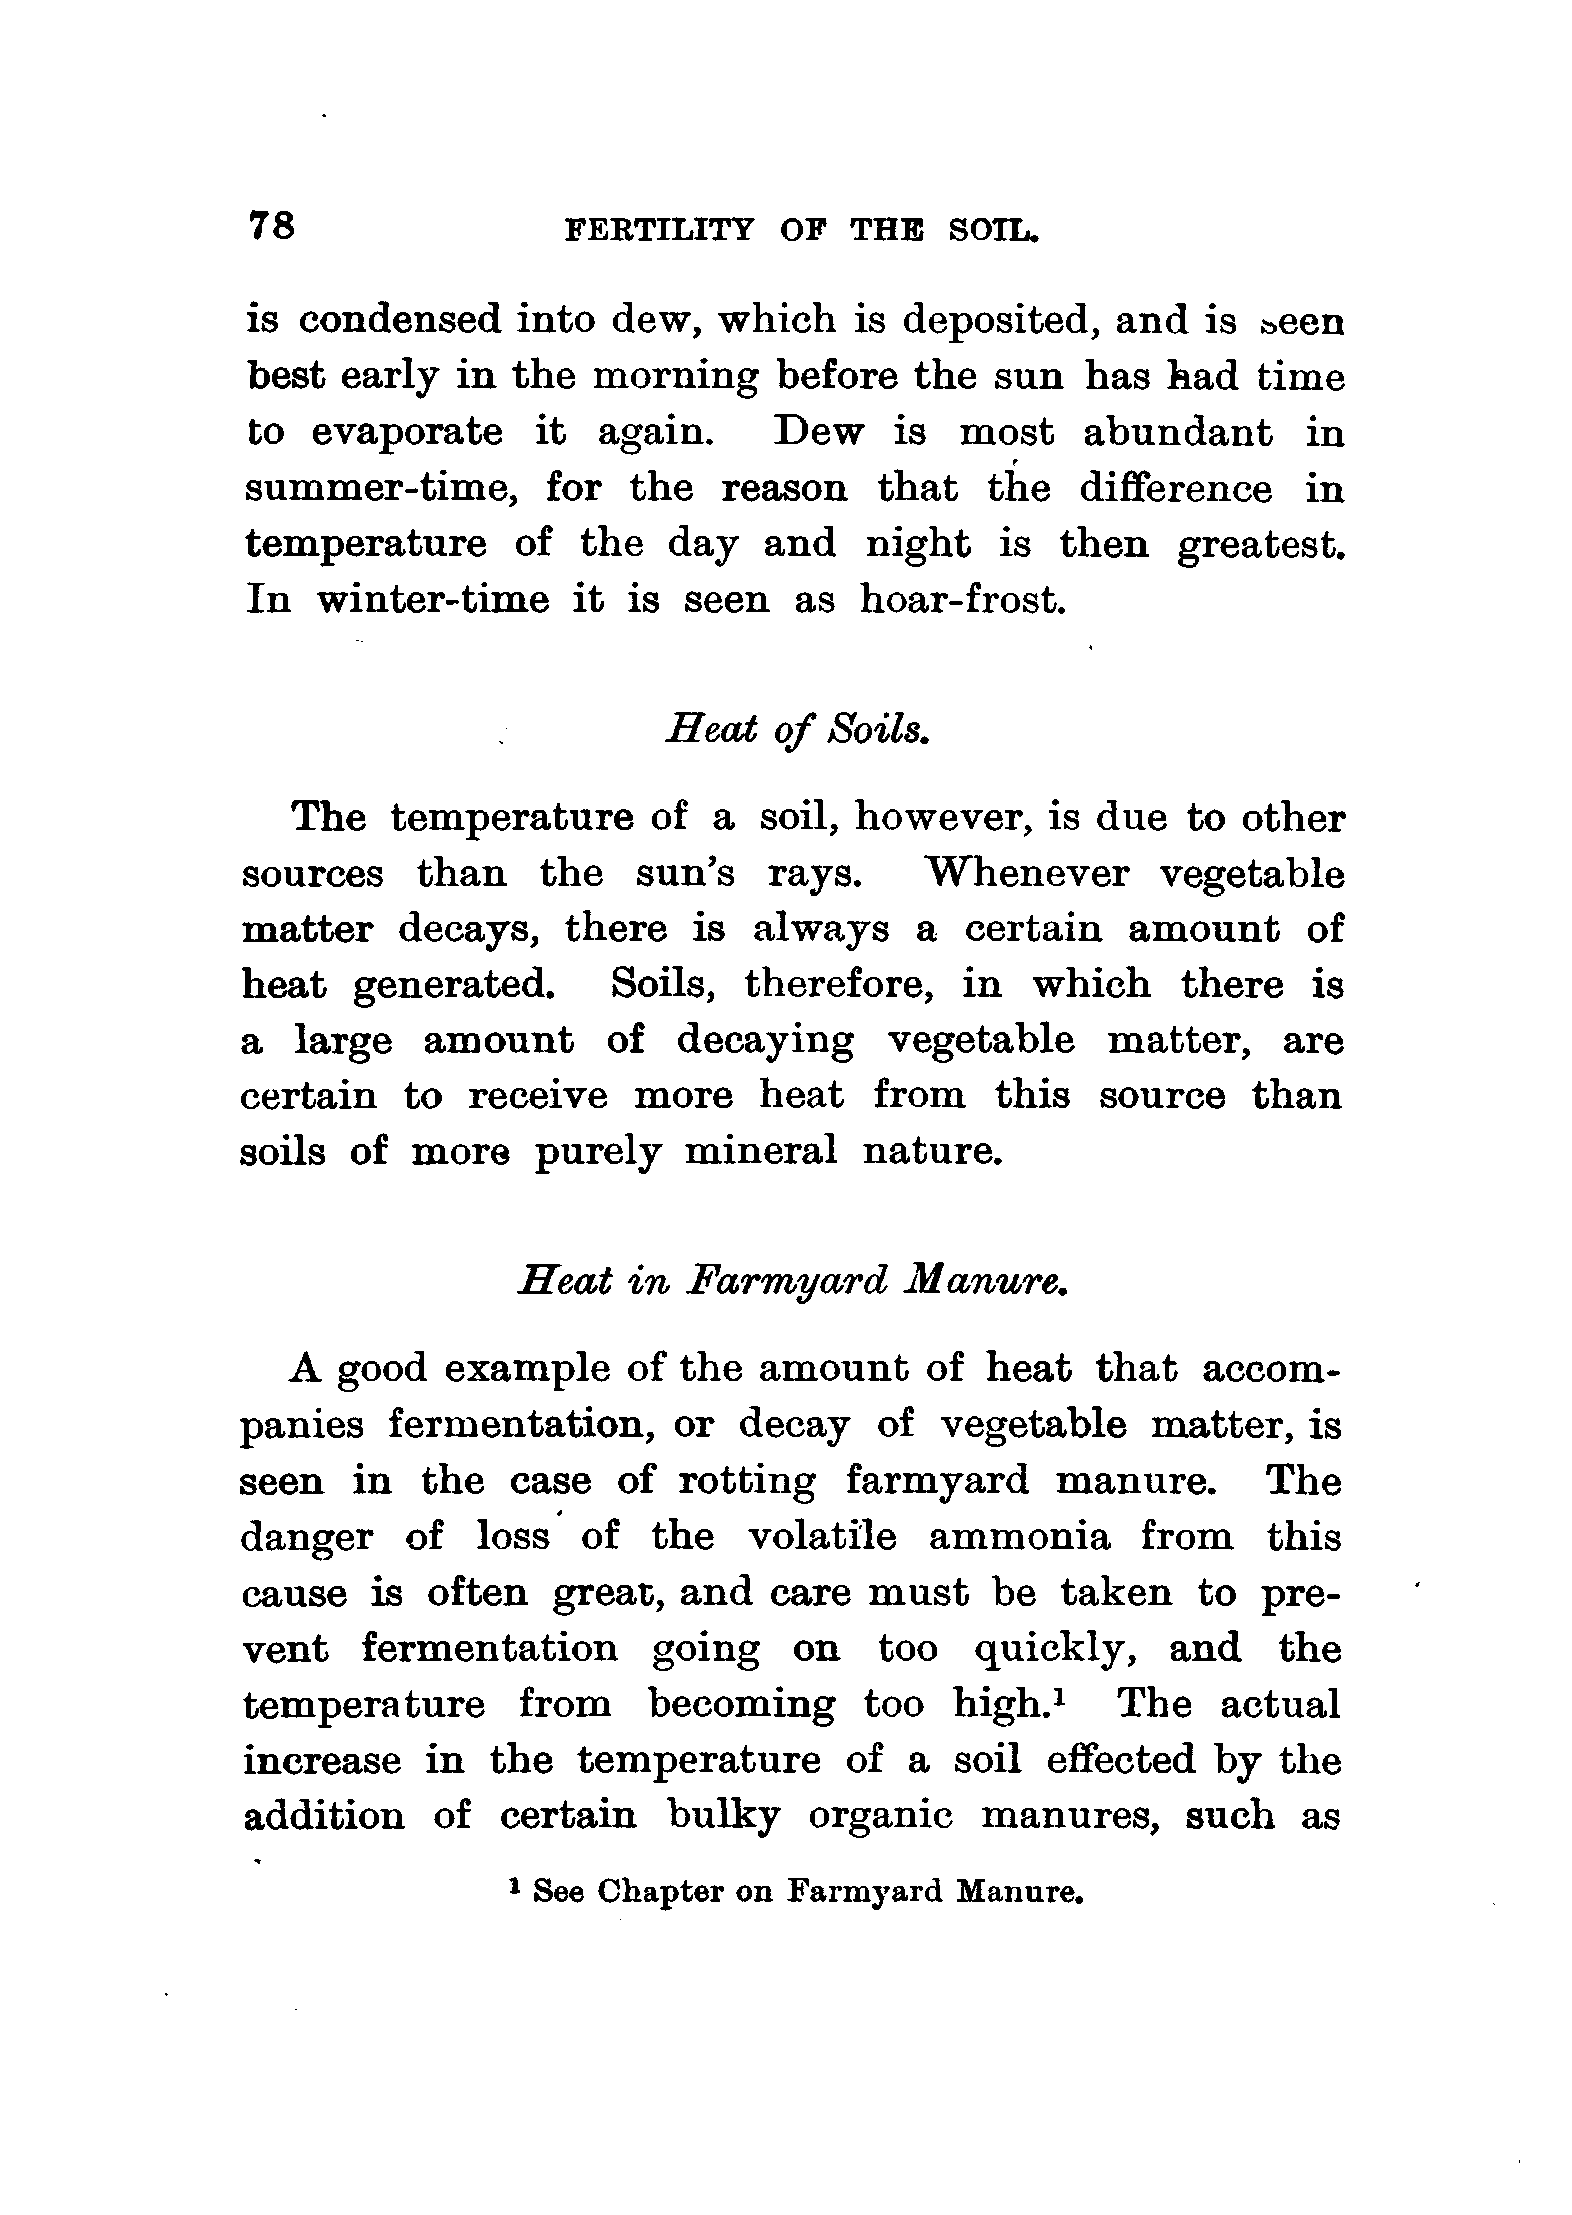 78 FERTILITY OF THE SOIL.
is condensed into dew, which is deposited, and is seen
best early in the morning before the sun has had time
to evaporate it again. Dew is most abundant in
summer-time, for the reason that the difference in
temperature of the day and night is then greatest.
In winter-time it is seen as hoar-frost.
Heat of Soils.
The temperature of a soil, however, is due to other
sources than the sun's rays. Whenever vegetable
matter decays, there is always a certain amount of
heat generated. Soils, therefore, in which there is
a large amount of decaying vegetable matter, are
certain to receive more heat from this source than
soils of more purely mineral nature.
Heat in Farmyard Manure.
A good example of the amount of heat that accom-
panies fermentation, or decay of vegetable matter, is
seen in the case of rotting farmyard manure. The
danger of loss of the volatile ammonia from this
cause is often great, and care must be taken to pre-
vent fermentation going on too quickly, and the
temperature from becoming too high.¹ The actual
increase in the temperature of a soil effected by the
addition of certain bulky organic manures, such as
¹ See Chapter on Farmyard Manure.